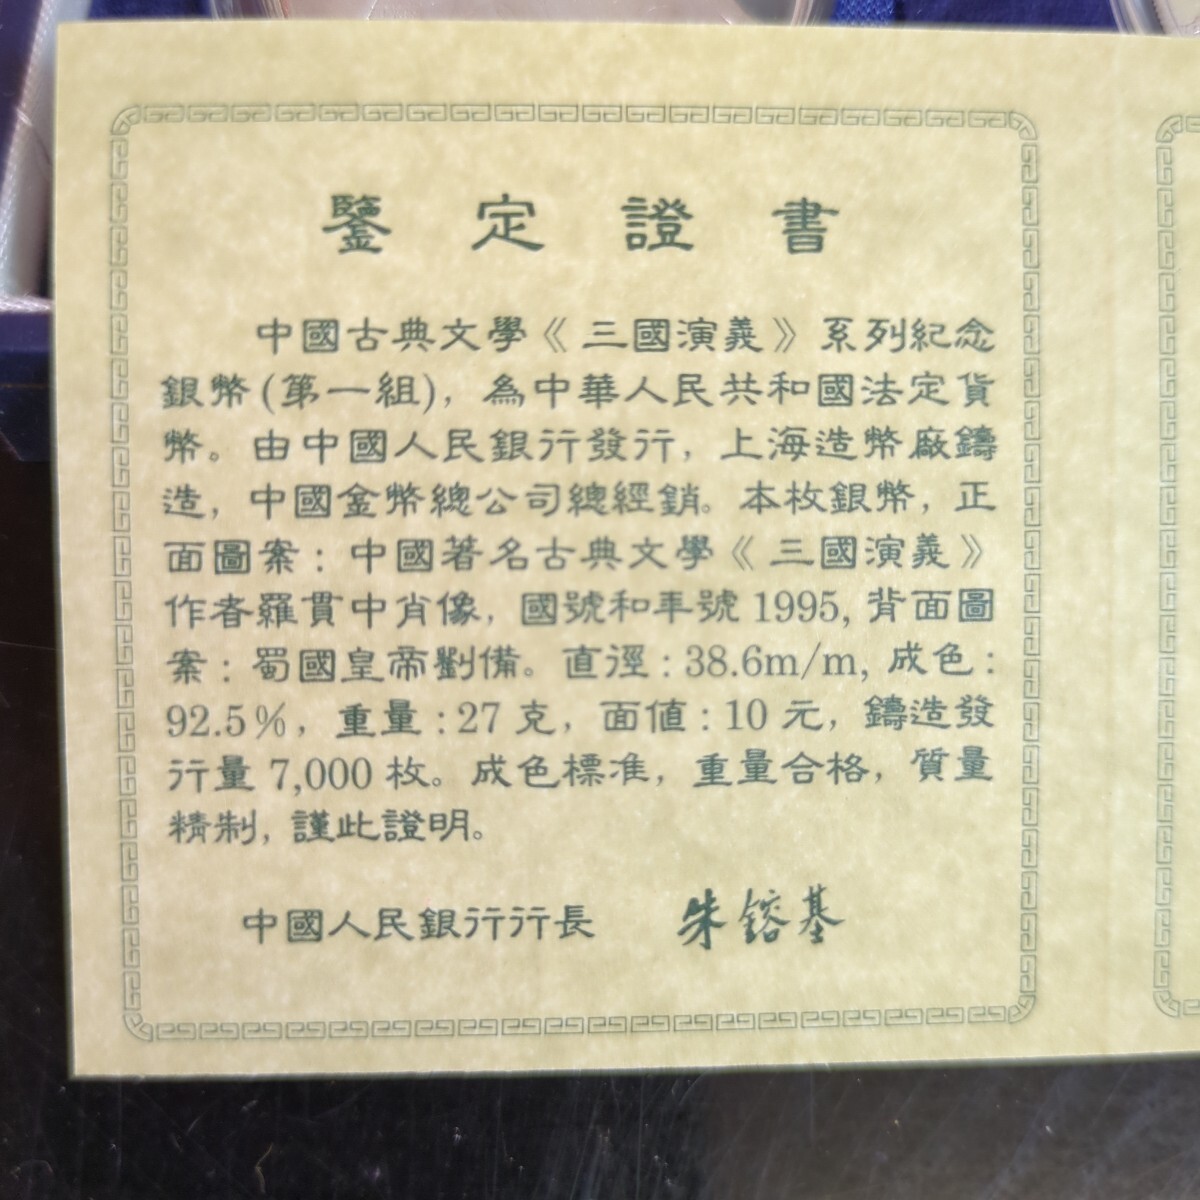 鑒定證書
中國古典文學《三國演義》系列紀念
銀幣(第一組)，為中華人民共和國法定貨
幣。由中國人民銀行發行，上海造幣廠鑄
造，中國金幣總公司總經銷。本枚銀幣，正
面圖案：中國著名古典文學《三國演義》
作者羅貫中肖像，國號和年號1995，背面圖
案：蜀國皇帝劉備。直徑：38.6m/m，成色：
92.5%，重量：27克，面值：10元，鑄造發
行量7,000枚。成色標准，重量合格，質量
精制，謹此證明。
中國人民銀行行長 朱鎔基